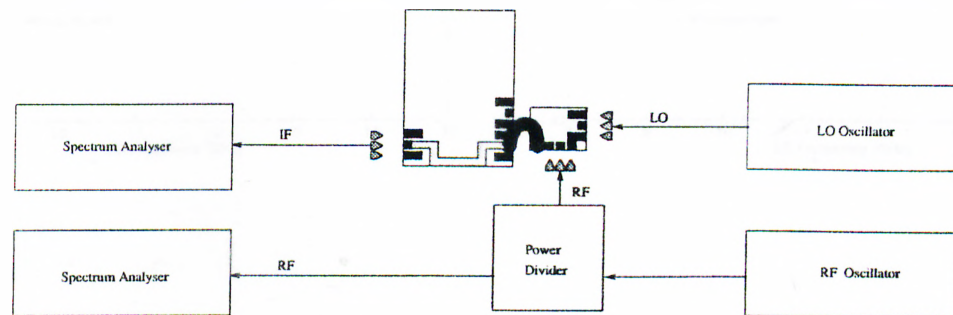 Spectrum Analyser
IF
LO
LO Oscillator
RF
Spectrum Analyser
RF
Power
Divider
RF Oscillator